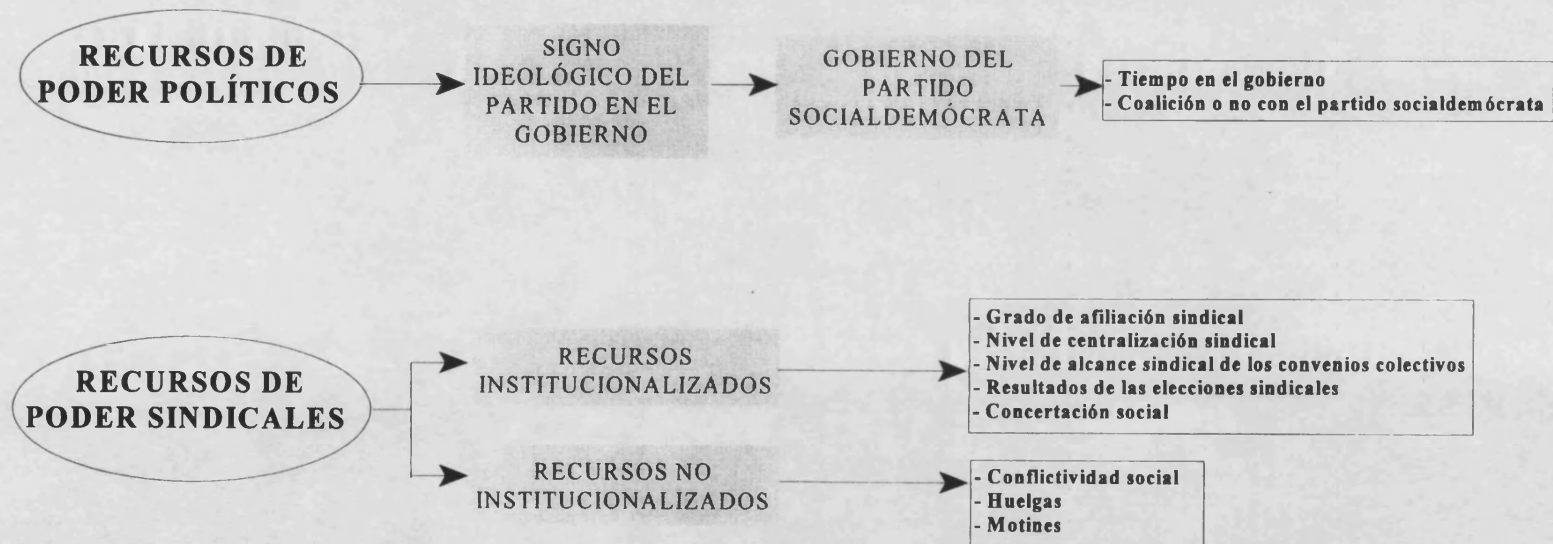 RECURSOS DE
PODER POLÍTICOS
SIGNO
IDEOLÓGICO DEL
PARTIDO EN EL
GOBIERNO
GOBIERNO DEL
PARTIDO
SOCIALDEMÓCRATA
- Tiempo en el gobierno
- Coalición o no con el partido socialdemócrata
RECURSOS DE
PODER SINDICALES
RECURSOS
INSTITUCIONALIZADOS
- Grado de afiliación sindical
- Nivel de centralización sindical
- Nivel de alcance sindical de los convenios colectivos
- Resultados de las elecciones sindicales
- Concertación social
RECURSOS NO
INSTITUCIONALIZADOS
- Conflictividad social
- Huelgas
- Motines